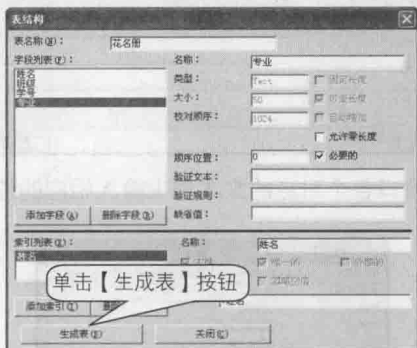 表结构
表名称(N)： 花名册
字段列表(F)： 名称： 专业
姓名
班级
学号
专业
类型： Text 固定长度
大小： 50 可变长度
校对顺序： 1024 自动增加
允许零长度
顺序位置： 0 必要的
验证文本：
验证规则：
添加字段(A) 删除字段(R) 缺省值：
索引列表(X)： 名称： 姓名
姓名
唯一的
单击【生成表】按钮
添加索引(I)
生成表(B) 关闭(C)